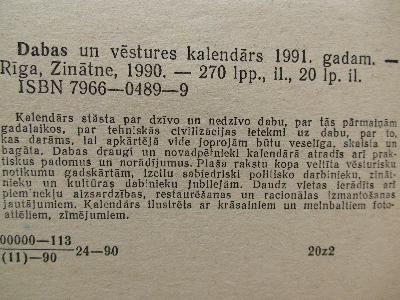 Dabas un vēstures kalendārs 1991. gadam. —
Rīga, Zinātne, 1990. — 270 lpp., il., 20 lp. il.
ISBN 7966—0489—9
Kalendārs stāsta par dzīvo un nedzīvo dabu, par tās pārmaiņām
gadalaikos, par tehniskās civilizācijas ietekmi uz dabu, par to,
kas darāms, lai apkārtējā vide joprojām būtu veselīga, skaista un
bagāta. Dabas draugi un novadpētnieki kalendārā atradīs arī prak-
tiskus padomus un norādījumus. Plaša rakstu kopa veltīta vēsturisku
notikumu gadskārtām, izcilu sabiedriski politisko darbinieku, zināt-
nieku un kultūras dabinieku jubilejām. Daudz vietas ierādīts arī
pieminekļu aizsardzības, restaurēšanas un racionālas izmantošanas
jautājumiem. Kalendārs ilustrēts ar krāsainiem un melnbaltiem foto-
attēliem, zīmējumiem.
00000—113
(11)—90
24—90
20z2